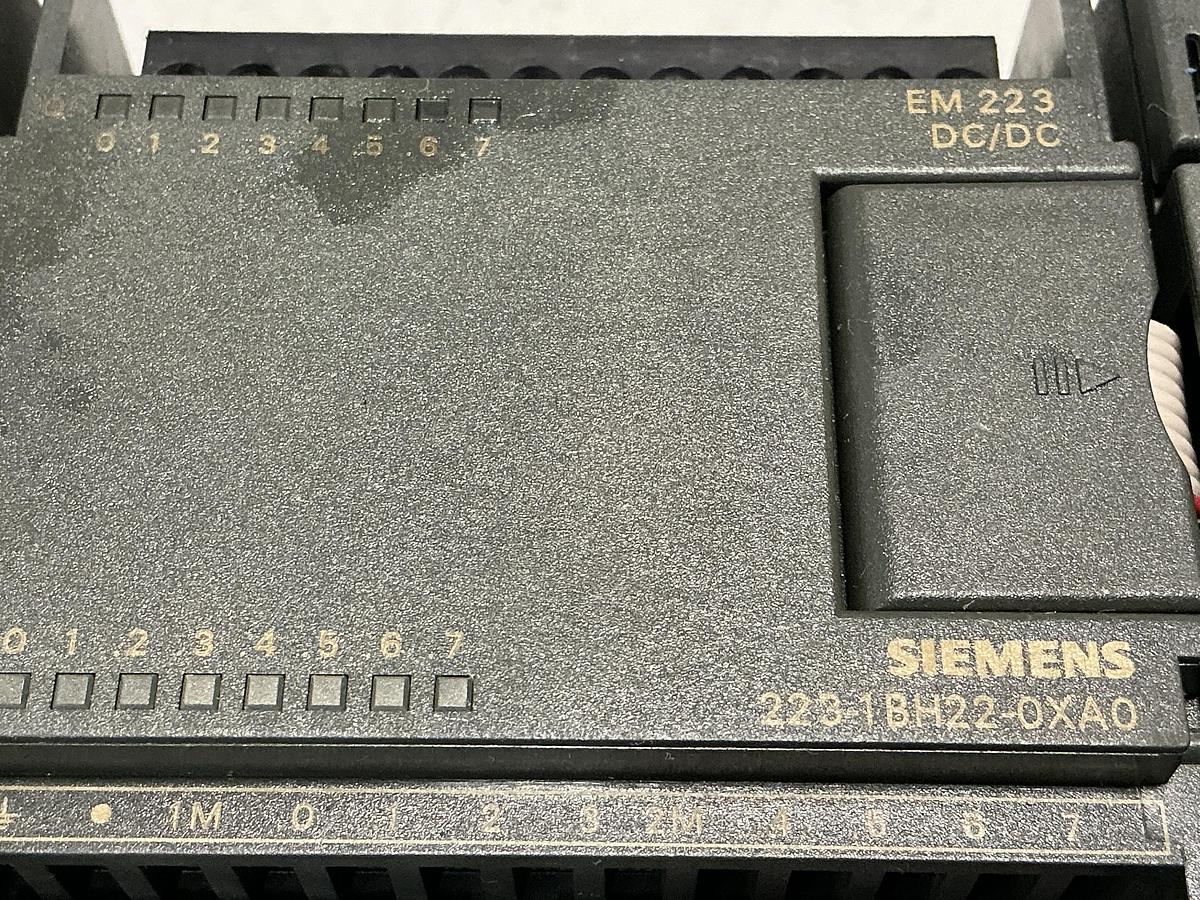 Q .0 .1 .2 .3 .4 .5 .6 .7
EM 223
DC/DC
.0 .1 .2 .3 .4 .5 .6 .7
SIEMENS
223-1BH22-0XA0
1M .0 .1 .2 .3 2M .4 .5 .6 .7